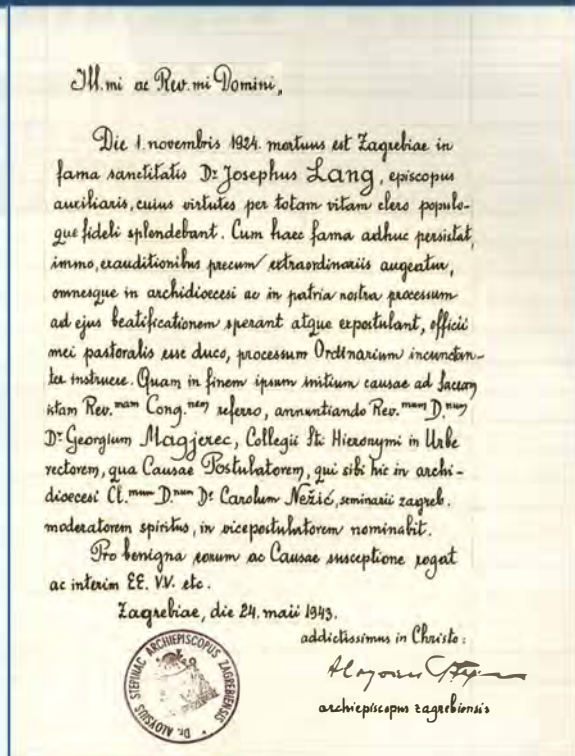 Ill.mi ac Rev.mi Domini,
Die 1. novembris 1924. mortuus est Zagrebiae in
fama sanctitatis Dr Josephus Lang, episcopus
auxiliaris, cuius virtutes per totam vitam clero populo-
que fideli splendebant. Cum haec fama adhuc persistat,
immo, exauditionibus precum extraordinariis augeatur,
omnesque in archidioecesi ac in patria nostra processum
ad ejus beatificationem sperant atque expostulant, officii
mei pastoralis esse duco, processum Ordinarium incunctan-
ter instruere. Quam in finem ipsum initium causae ad Sacram
istam Rev.mam Cong.nem refero, annuntiando Rev.mum D.num
Dr Georgium Magjerec, Collegii Sti Hieronymi in Urbe
rectorem, qua Causae Postulatorem, qui sibi hic in archi-
dioecesi Cl.mum D.num Dr Carolum Nežić, seminarii zagreb.
moderatorem spiritus, in vicepostulatorem nominabit.
Pro benigna eorum ac Causae susceptione rogat
ac interim EE. VV. etc.
Zagrebiae, die 24. maii 1943.
addictissimus in Christo:
archiepiscopus zagrebiensis
Dr. ALOYSIUS STEPINAC ARCHIEPISCOPUS ZAGREBIENSIS